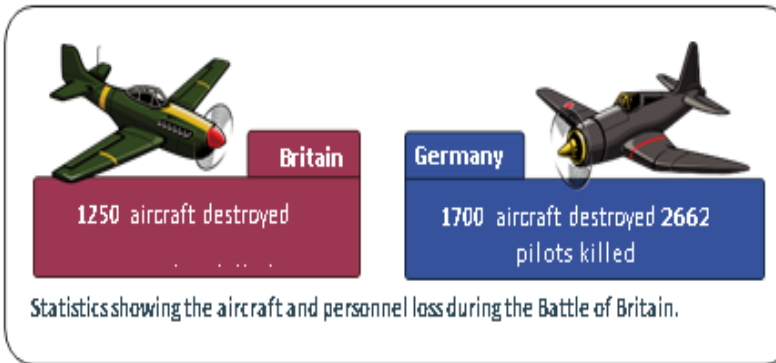 Britain
1250 aircraft destroyed
Germany
1700 aircraft destroyed 2662
pilots killed
Statistics showing the aircraft and personnel loss during the Battle of Britain.